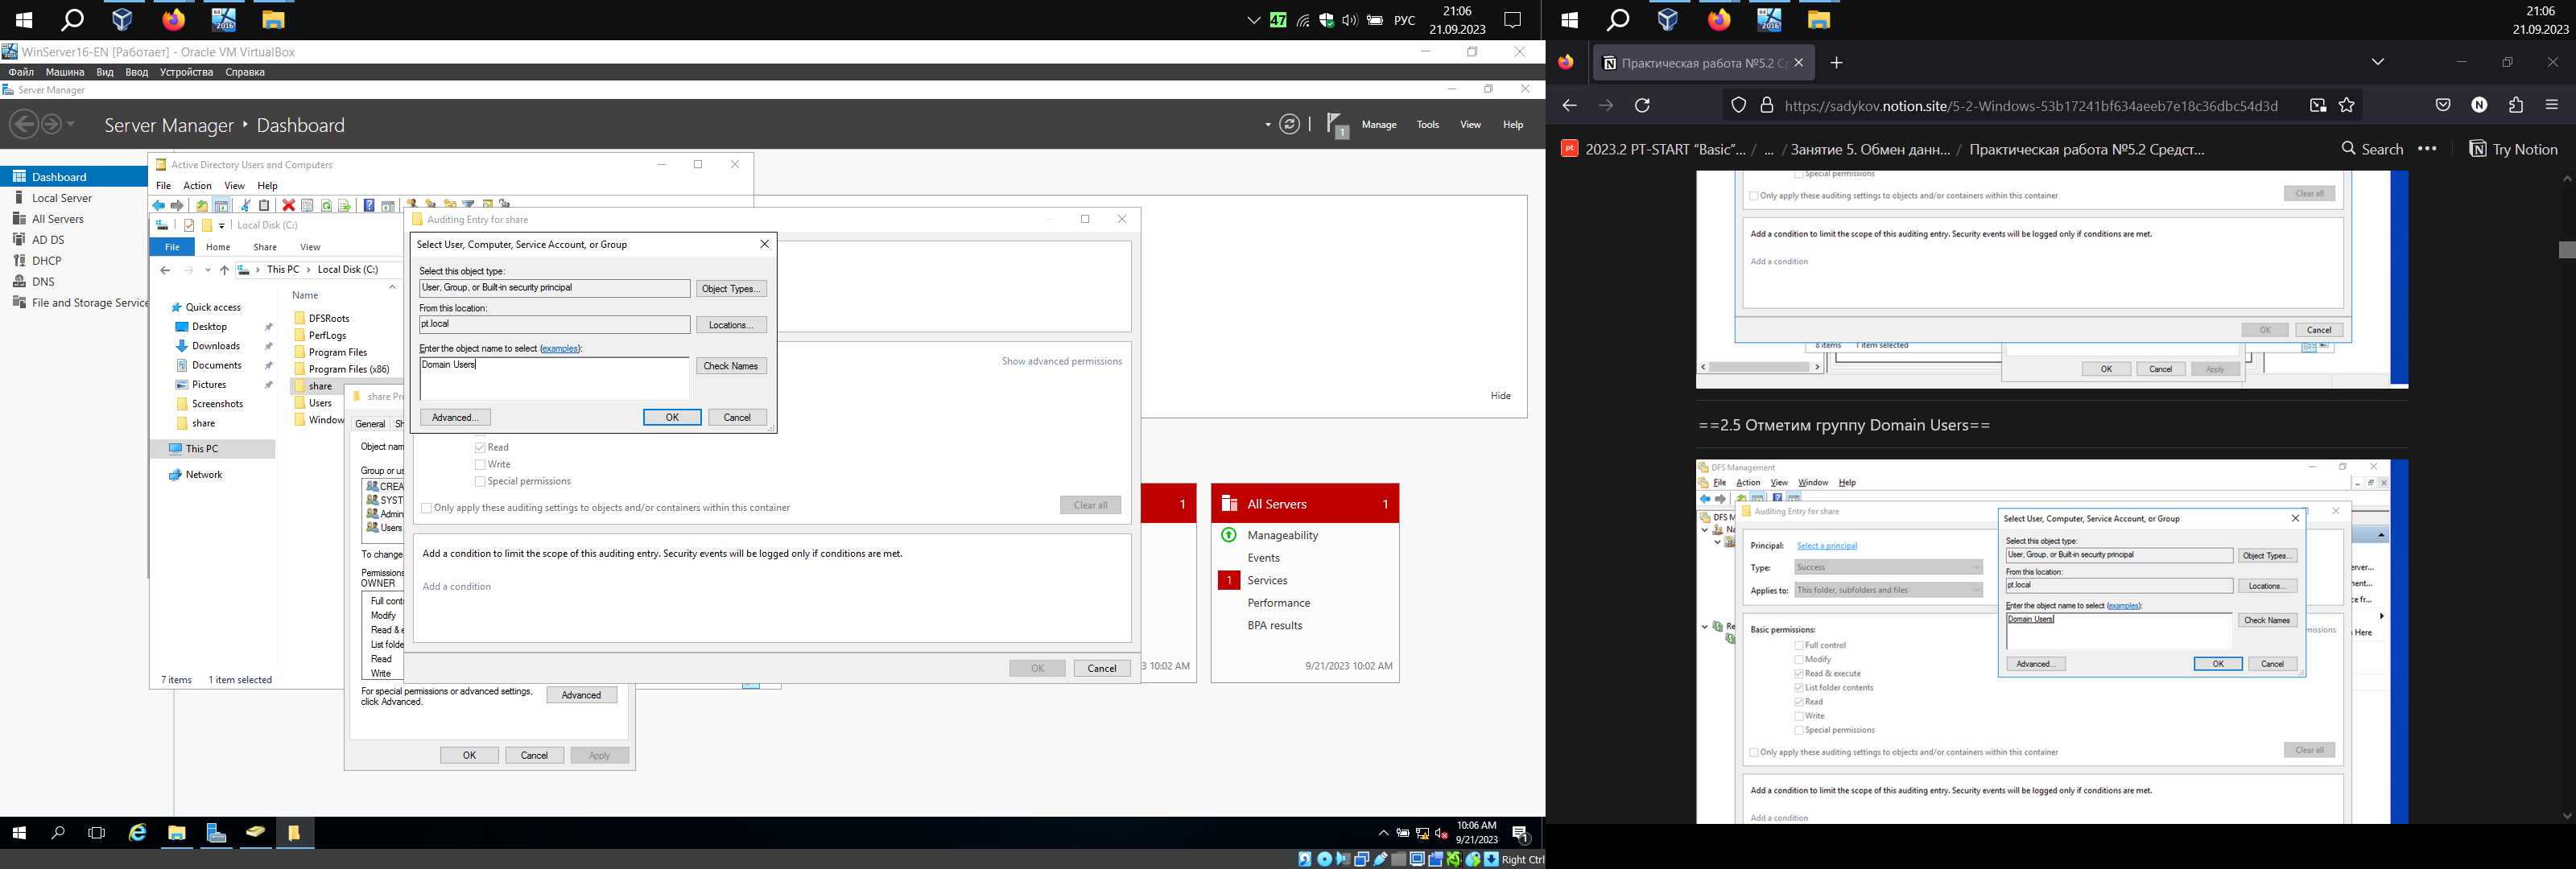 47
РУС
21:06
21.09.2023
WinServer16-EN [Работает] - Oracle VM VirtualBox
Файл Машина Вид Ввод Устройства Справка
Server Manager
Server Manager • Dashboard
1
Manage Tools View Help
Dashboard
Local Server
All Servers
AD DS
DHCP
DNS
File and Storage Service
Active Directory Users and Computers
File Action View Help
Local Disk (C:)
File Home Share View
This PC > Local Disk (C:)
Quick access
Desktop
Downloads
Documents
Pictures
Screenshots
share
This PC
Network
Name
DFSRoots
PerfLogs
Program Files
Program Files (x86)
share
Users
Window
7 items 1 item selected
share Pro
General Sh
Object nam
Group or us
CREA
SYST
Admin
Users
To change
Permissions
OWNER
Full contr
Modify
Read & e
List folde
Read
Write
For special permissions or advanced settings,
click Advanced.
Advanced
OK Cancel Apply
Auditing Entry for share
Select User, Computer, Service Account, or Group
Select this object type:
User, Group, or Built-in security principal
Object Types...
From this location:
pt.local
Locations...
Enter the object name to select (examples):
Domain Users
Check Names
Advanced...
OK Cancel
Show advanced permissions
Read
Write
Special permissions
Only apply these auditing settings to objects and/or containers within this container
Clear all
Add a condition to limit the scope of this auditing entry. Security events will be logged only if conditions are met.
Add a condition
OK Cancel
Hide
1
3 10:02 AM
All Servers 1
Manageability
Events
1 Services
Performance
BPA results
9/21/2023 10:02 AM
10:06 AM
9/21/2023
1
Right Ctrl
21:06
21.09.2023
Практическая работа №5.2 Ср
https://sadykov.notion.site/5-2-Windows-53b17241bf634aeeb7e18c36dbc54d3d
pt 2023.2 PT-START “Basic”... / ... / Занятие 5. Обмен данн... / Практическая работа №5.2 Средст...
Search ••• Try Notion
Special permissions
Only apply these auditing settings to objects and/or containers within this container
Clear all
Add a condition to limit the scope of this auditing entry. Security events will be logged only if conditions are met.
Add a condition
OK Cancel
8 items 1 item selected
OK Cancel Apply
==2.5 Отметим группу Domain Users==
DFS Management
File Action View Window Help
DFS M
Na
Re
Auditing Entry for share
Principal: Select a principal
Type: Success
Applies to: This folder, subfolders and files
Basic permissions:
Full control
Modify
Read & execute
List folder contents
Read
Write
Special permissions
Only apply these auditing settings to objects and/or containers within this container
Clear all
Add a condition to limit the scope of this auditing entry. Security events will be logged only if conditions are met.
Add a condition
Select User, Computer, Service Account, or Group
Select this object type:
User, Group, or Built-in security principal
Object Types...
From this location:
pt.local
Locations...
Enter the object name to select (examples):
Domain Users
Check Names
Advanced...
OK Cancel
missions
erver...
ment...
ce fr...
Here